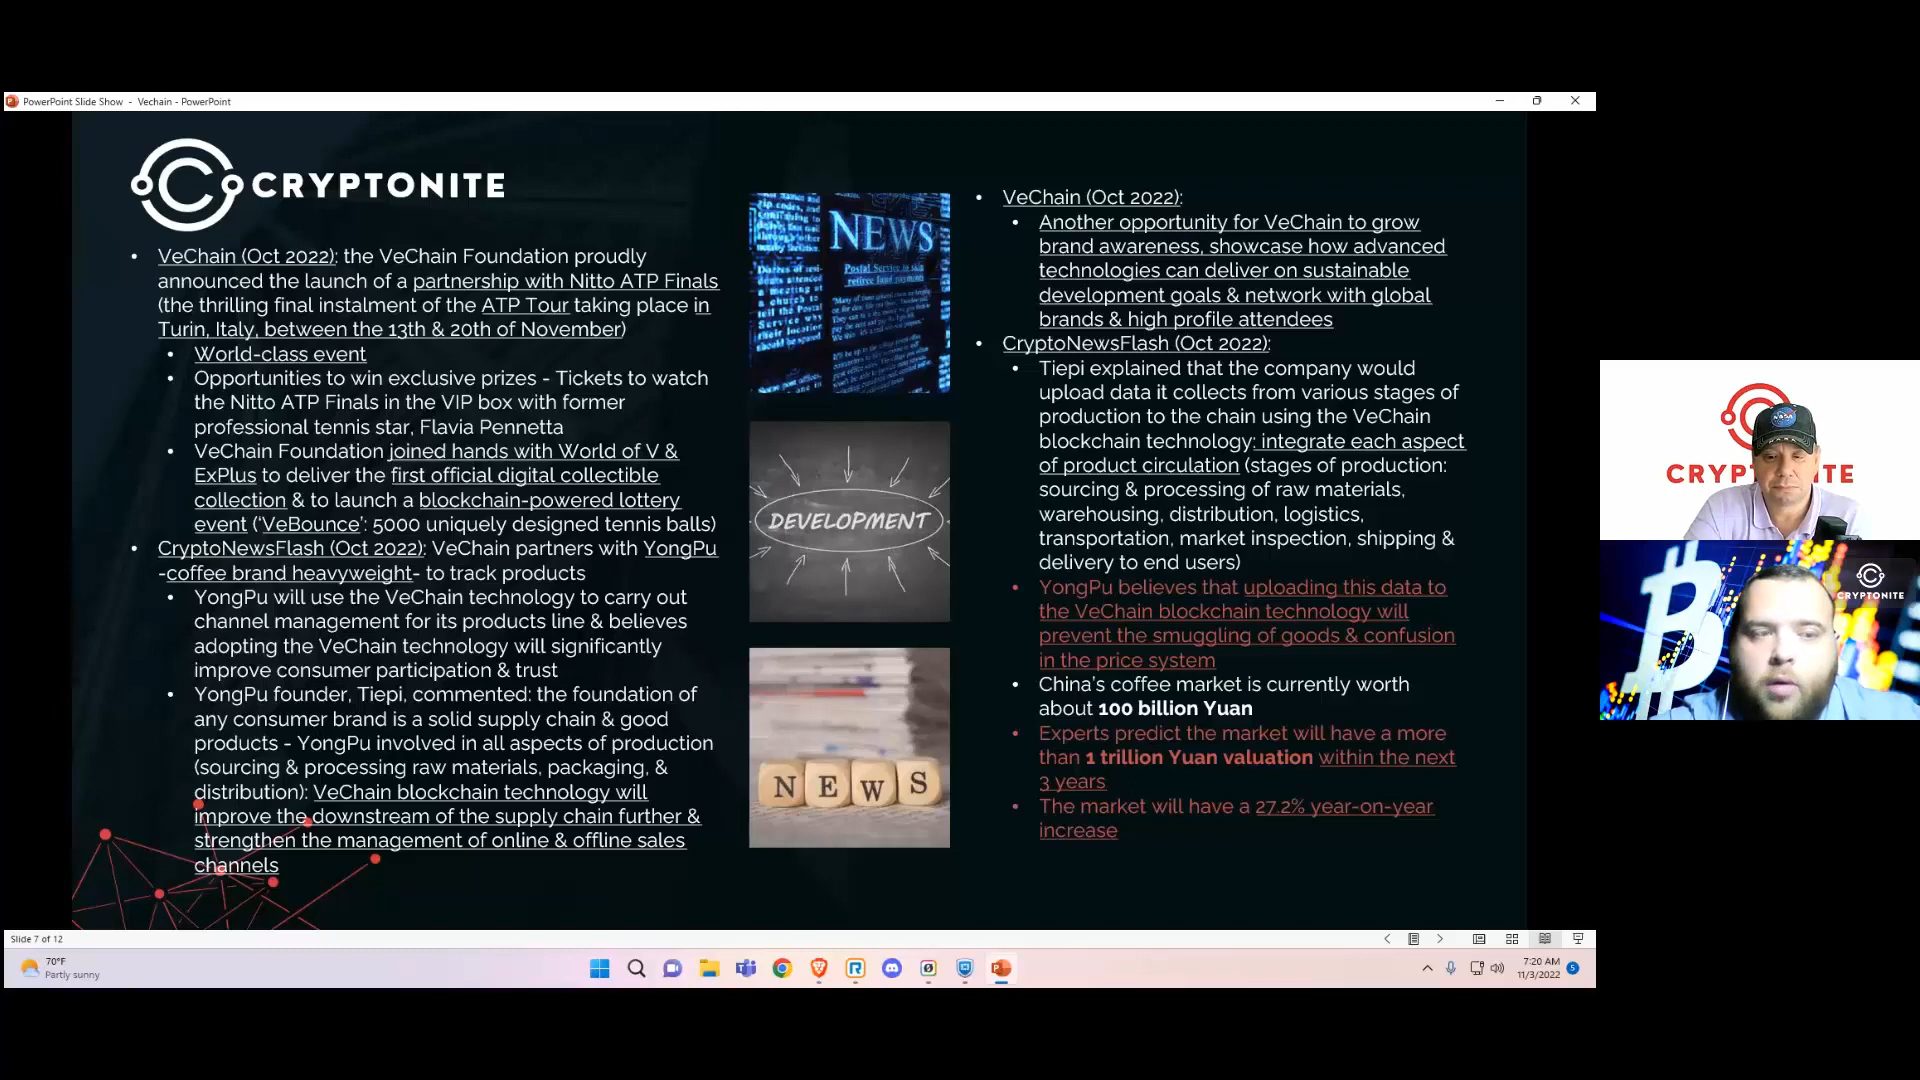 PowerPoint Slide Show - Vechain - PowerPoint
CRYPTONITE
• VeChain (Oct 2022): the VeChain Foundation proudly
announced the launch of a partnership with Nitto ATP Finals
(the thrilling final instalment of the ATP Tour taking place in
Turin, Italy, between the 13th & 20th of November)
• World-class event
• Opportunities to win exclusive prizes - Tickets to watch
the Nitto ATP Finals in the VIP box with former
professional tennis star, Flavia Pennetta
• VeChain Foundation joined hands with World of V &
ExPlus to deliver the first official digital collectible
collection & to launch a blockchain-powered lottery
event ('VeBounce': 5000 uniquely designed tennis balls)
• CryptoNewsFlash (Oct 2022): VeChain partners with YongPu
-coffee brand heavyweight- to track products
• YongPu will use the VeChain technology to carry out
channel management for its products line & believes
adopting the VeChain technology will significantly
improve consumer participation & trust
• YongPu founder, Tiepi, commented: the foundation of
any consumer brand is a solid supply chain & good
products - YongPu involved in all aspects of production
(sourcing & processing raw materials, packaging, &
distribution): VeChain blockchain technology will
improve the downstream of the supply chain further &
strengthen the management of online & offline sales
channels
NEWS
DEVELOPMENT
NEWS
• VeChain (Oct 2022):
• Another opportunity for VeChain to grow
brand awareness, showcase how advanced
technologies can deliver on sustainable
development goals & network with global
brands & high profile attendees
• CryptoNewsFlash (Oct 2022):
• Tiepi explained that the company would
upload data it collects from various stages of
production to the chain using the VeChain
blockchain technology: integrate each aspect
of product circulation (stages of production:
sourcing & processing of raw materials,
warehousing, distribution, logistics,
transportation, market inspection, shipping &
delivery to end users)
• YongPu believes that uploading this data to
the VeChain blockchain technology will
prevent the smuggling of goods & confusion
in the price system
• China's coffee market is currently worth
about 100 billion Yuan
• Experts predict the market will have a more
than 1 trillion Yuan valuation within the next
3 years
• The market will have a 27.2% year-on-year
increase
NASA
CRYP TE
CRYPTONITE
Slide 7 of 12
70°F
Partly sunny
7:20 AM
11/3/2022
5